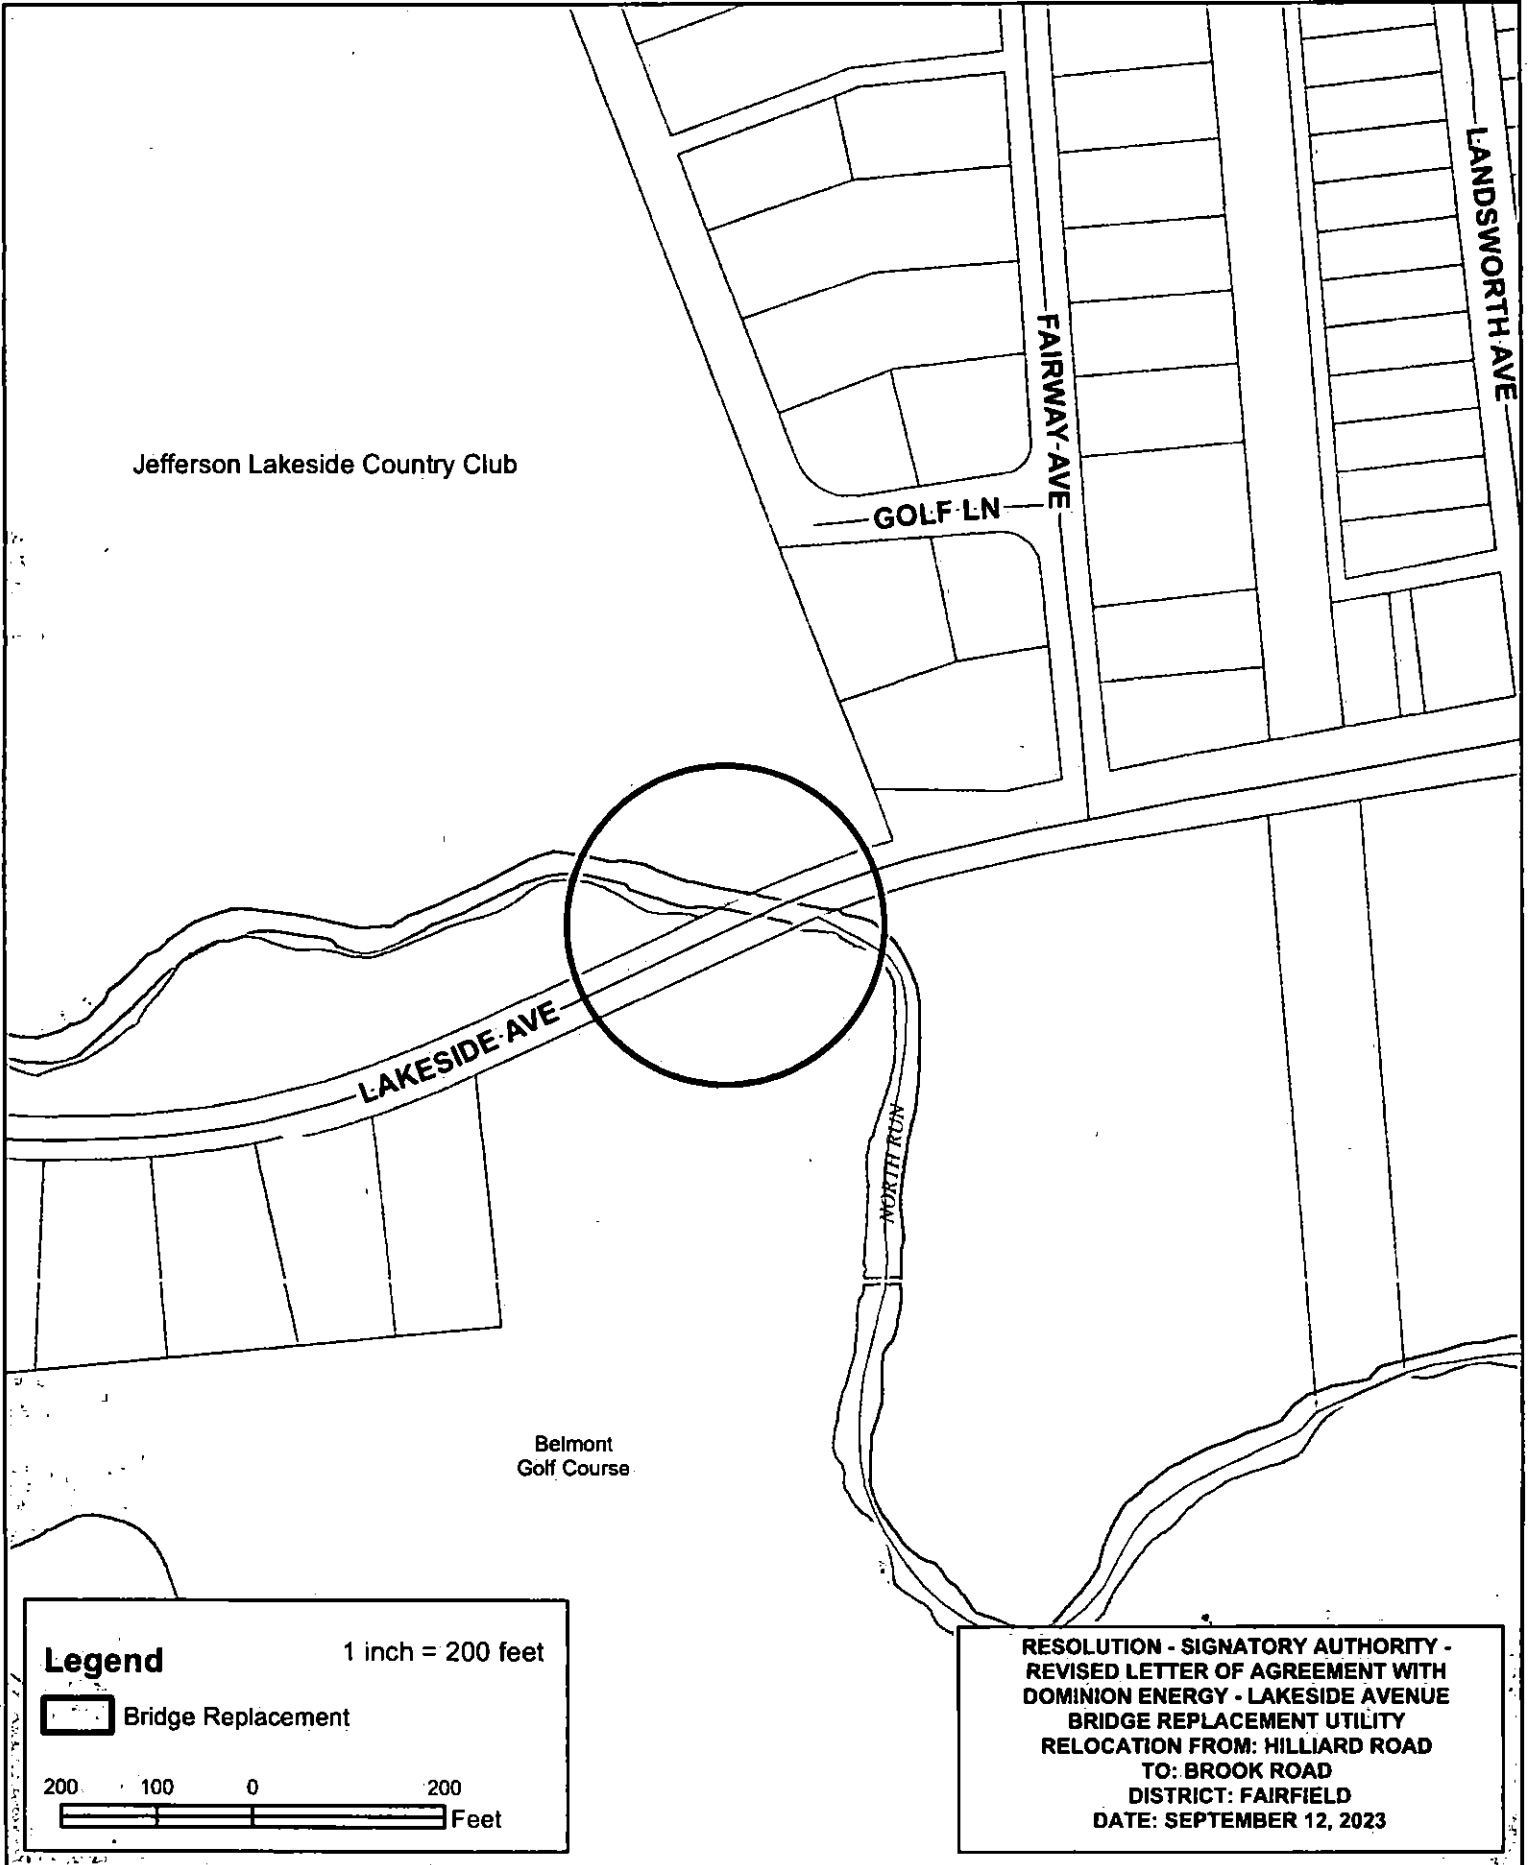 LANDSWORTH AVE
FAIRWAY AVE
Jefferson Lakeside Country Club
GOLF LN
LAKESIDE AVE
NORTH RUN
Belmont
Golf Course
Legend
1 inch = 200 feet
Bridge Replacement
200 100 0 200
Feet
RESOLUTION - SIGNATORY AUTHORITY -
REVISED LETTER OF AGREEMENT WITH
DOMINION ENERGY - LAKESIDE AVENUE
BRIDGE REPLACEMENT UTILITY
RELOCATION FROM: HILLIARD ROAD
TO: BROOK ROAD
DISTRICT: FAIRFIELD
DATE: SEPTEMBER 12, 2023